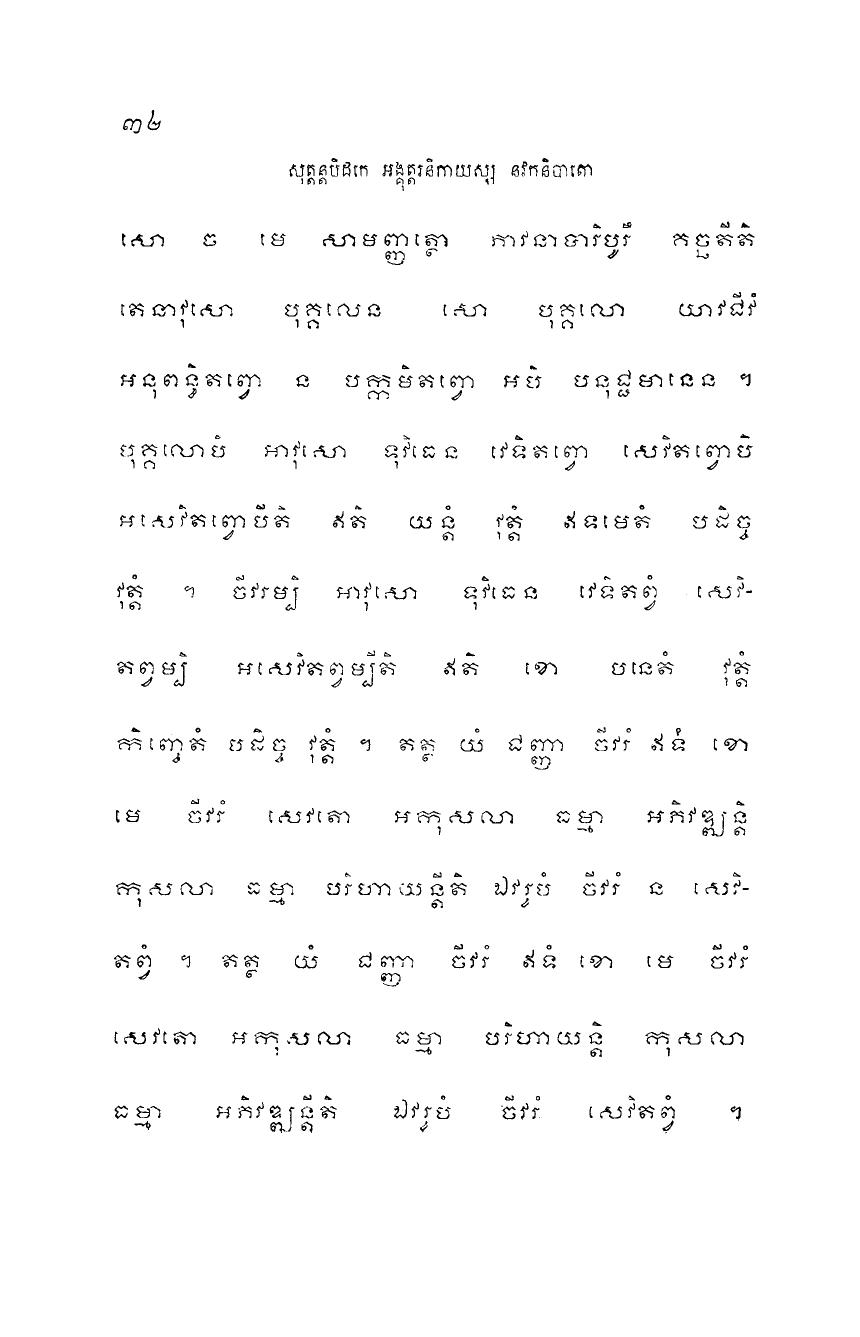 ៣៤
សុត្តន្តបិដកេ អង្គុត្តរនិកាយស្ស នវកនិបាតោ
សោ ច មេ សាមញ្ញត្ថោ ភាវនាបារិបូរឹ គច្ឆតីតិ
តេនាវុសោ បុគ្គលេន សោ បុគ្គលោ យាវជីវំ
អនុពន្ធិតព្វោ ន បក្កមិតព្វោ អបិ បនុជ្ជមានេន ។
បុគ្គលោបំ អាវុសោ ទុវិធេន វេទិតព្វោ សេវិតព្វោបិ
អសេវិតព្វោបីតិ ឥតិ យន្តំ វុត្តំ ឥទមេតំ បដិច្ច
វុត្តំ ។ ចីវរម្បិ អាវុសោ ទុវិធេន វេទិតព្វំ សេវិ-
តព្វម្បិ អសេវិតព្វម្បីតិ ឥតិ ខោ បនេតំ វុត្តំ
កិញ្ចេតំ បដិច្ច វុត្តំ ។ តត្ថ យំ ជញ្ញា ចីវរំ ឥទំ ខោ
មេ ចីវរំ សេវតោ អកុសលា ធម្មា អភិវឌ្ឍន្តិ
កុសលា ធម្មា បរិហាយន្តីតិ ឯវរូបំ ចីវរំ ន សេវិ-
តព្វំ ។ តត្ថ យំ ជញ្ញា ចីវរំ ឥទំ ខោ មេ ចីវរំ
សេវតោ អកុសលា ធម្មា បរិហាយន្តិ កុសលា
ធម្មា អភិវឌ្ឍន្តីតិ ឯវរូបំ ចីវរំ សេវិតព្វំ ។